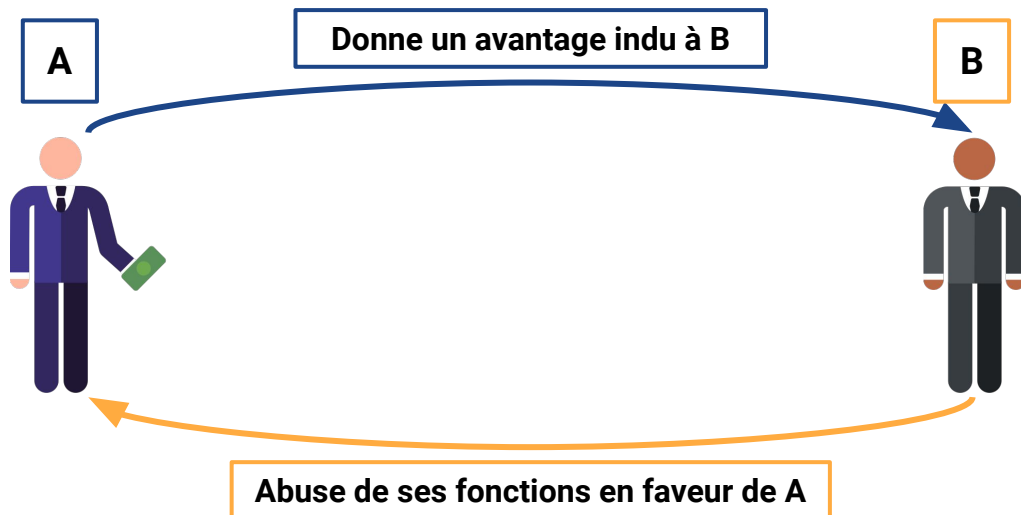 A
Donne un avantage indu à B
B
Abuse de ses fonctions en faveur de A